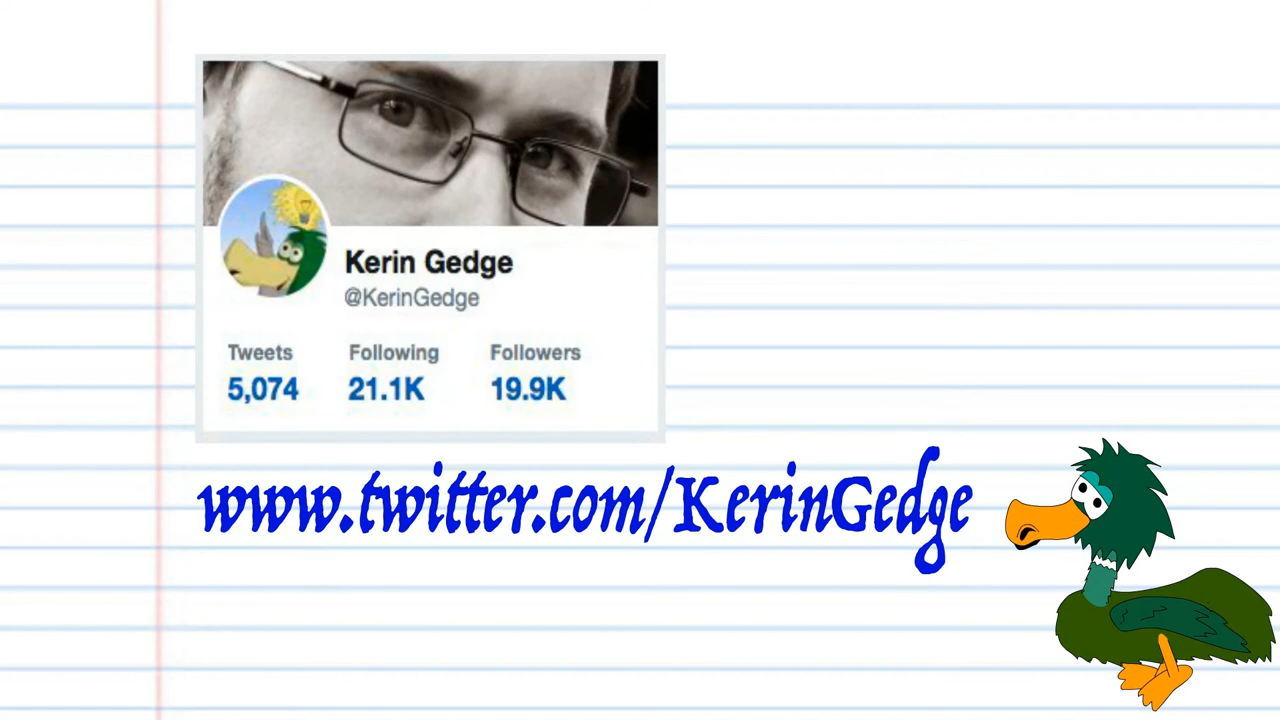 Kerin Gedge
@KerinGedge
Tweets Following Followers
5,074 21.1K 19.9K
www.twitter.com/KerinGedge